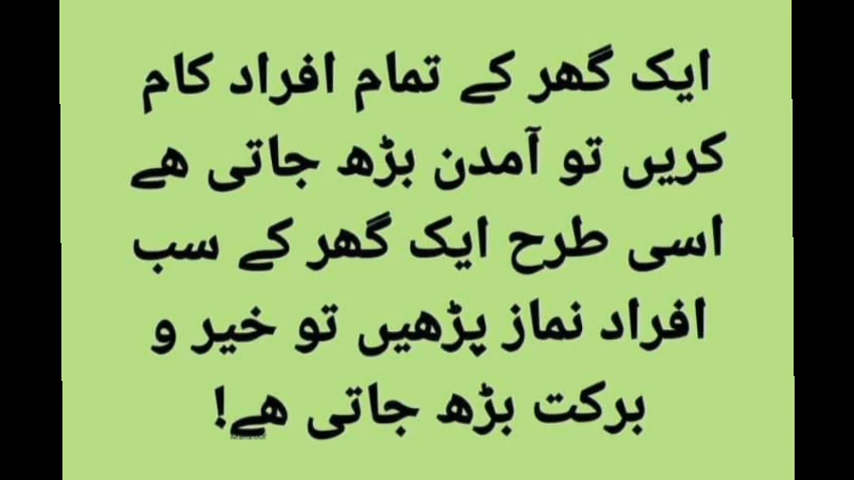 ایک گھر کے تمام افراد کام
کریں تو آمدن بڑھ جاتی ھے
اسی طرح ایک گھر کے سب
افراد نماز پڑھیں تو خیر و
برکت بڑھ جاتی ھے!